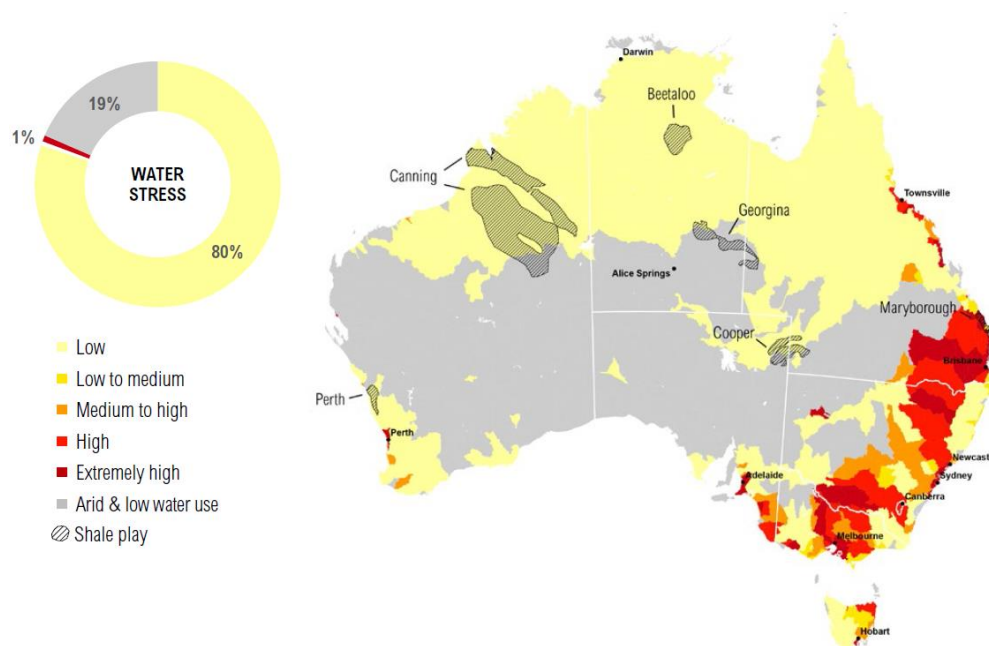 19%
1%
WATER
STRESS
80%
Low
Low to medium
Medium to high
High
Extremely high
Arid & low water use
Shale play
Darwin
Beetaloo
Canning
Townsville
Georgina
Alice Springs
Maryborough
Cooper
Brisbane
Perth
Perth
Newcast
Adelaide
Sydney
Canberra
Melbourne
Hobart